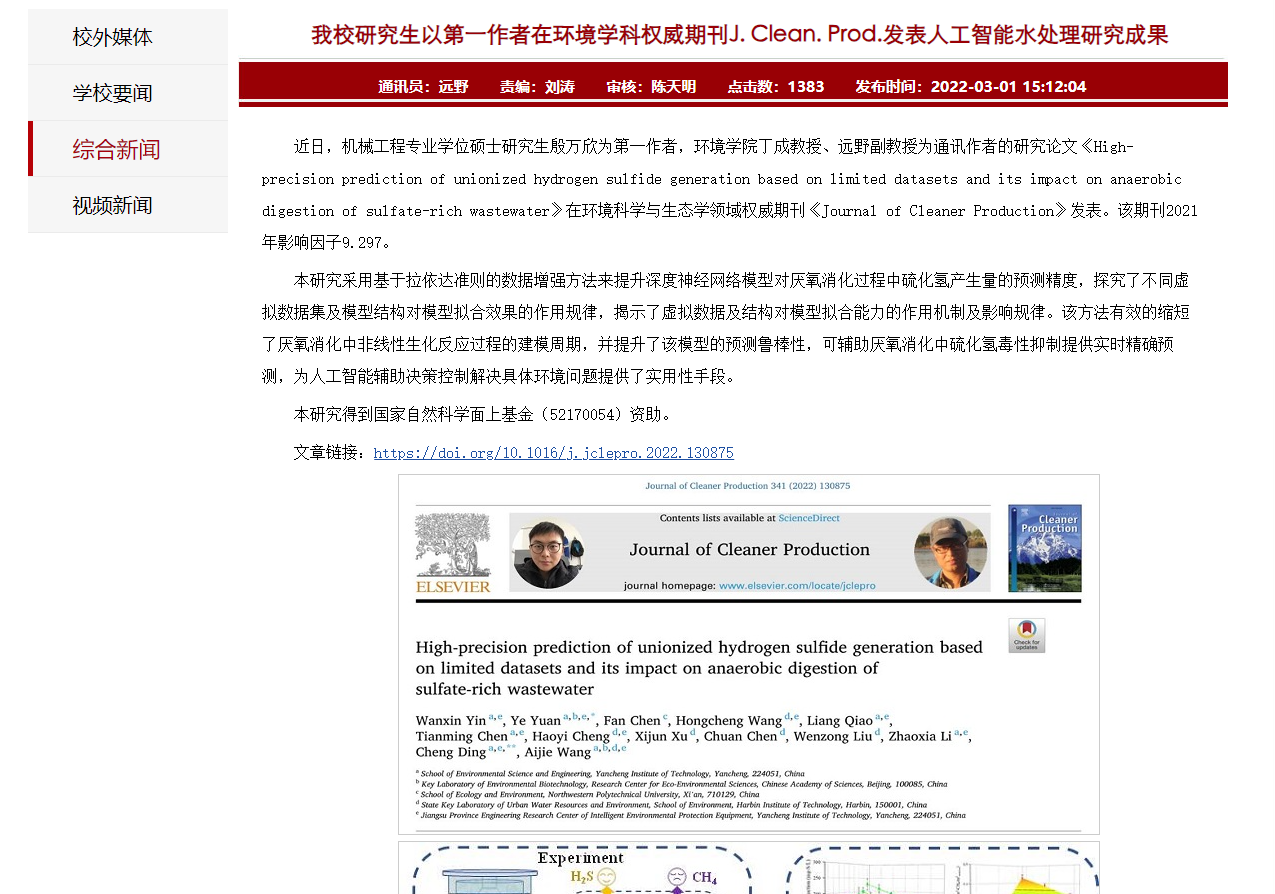 校外媒体
学校要闻
综合新闻
视频新闻
我校研究生以第一作者在环境学科权威期刊J. Clean. Prod.发表人工智能水处理研究成果
通讯员：远野 责编：刘涛 审核：陈天明 点击数：1383 发布时间：2022-03-01 15:12:04
近日，机械工程专业学位硕士研究生殷万欣为第一作者，环境学院丁成教授、远野副教授为通讯作者的研究论文《High-
precision prediction of unionized hydrogen sulfide generation based on limited datasets and its impact on anaerobic
digestion of sulfate-rich wastewater》在环境科学与生态学领域权威期刊《Journal of Cleaner Production》发表。该期刊2021
年影响因子9.297。
本研究采用基于拉依达准则的数据增强方法来提升深度神经网络模型对厌氧消化过程中硫化氢产生量的预测精度，探究了不同虚
拟数据集及模型结构对模型拟合效果的作用规律，揭示了虚拟数据及结构对模型拟合能力的作用机制及影响规律。该方法有效的缩短
了厌氧消化中非线性生化反应过程的建模周期，并提升了该模型的预测鲁棒性，可辅助厌氧消化中硫化氢毒性抑制提供实时精确预
测，为人工智能辅助决策控制解决具体环境问题提供了实用性手段。
本研究得到国家自然科学面上基金（52170054）资助。
文章链接：https://doi.org/10.1016/j.jclepro.2022.130875
Journal of Cleaner Production 341 (2022) 130875
Contents lists available at ScienceDirect
Journal of Cleaner Production
journal homepage: www.elsevier.com/locate/jclepro
ELSEVIER
Cleaner
Production
Check for
updates
High-precision prediction of unionized hydrogen sulfide generation based
on limited datasets and its impact on anaerobic digestion of
sulfate-rich wastewater
Wanxin Yin a,e, Ye Yuan a,b,e,*, Fan Chen c, Hongcheng Wang d,e, Liang Qiao a,e,
Tianming Chen a,e, Haoyi Cheng d,e, Xijun Xu d, Chuan Chen d, Wenzong Liu d, Zhaoxia Li a,e,
Cheng Ding a,e,**, Aijie Wang a,b,d,e
a School of Environmental Science and Engineering, Yancheng Institute of Technology, Yancheng, 224051, China
b Key Laboratory of Environmental Biotechnology, Research Center for Eco-Environmental Sciences, Chinese Academy of Sciences, Beijing, 100085, China
c School of Ecology and Environment, Northwestern Polytechnical University, Xi'an, 710129, China
d State Key Laboratory of Urban Water Resources and Environment, School of Environment, Harbin Institute of Technology, Harbin, 150001, China
e Jiangsu Province Engineering Research Center of Intelligent Environmental Protection Equipment, Yancheng Institute of Technology, Yancheng, 224051, China
Experiment
H2S CH4